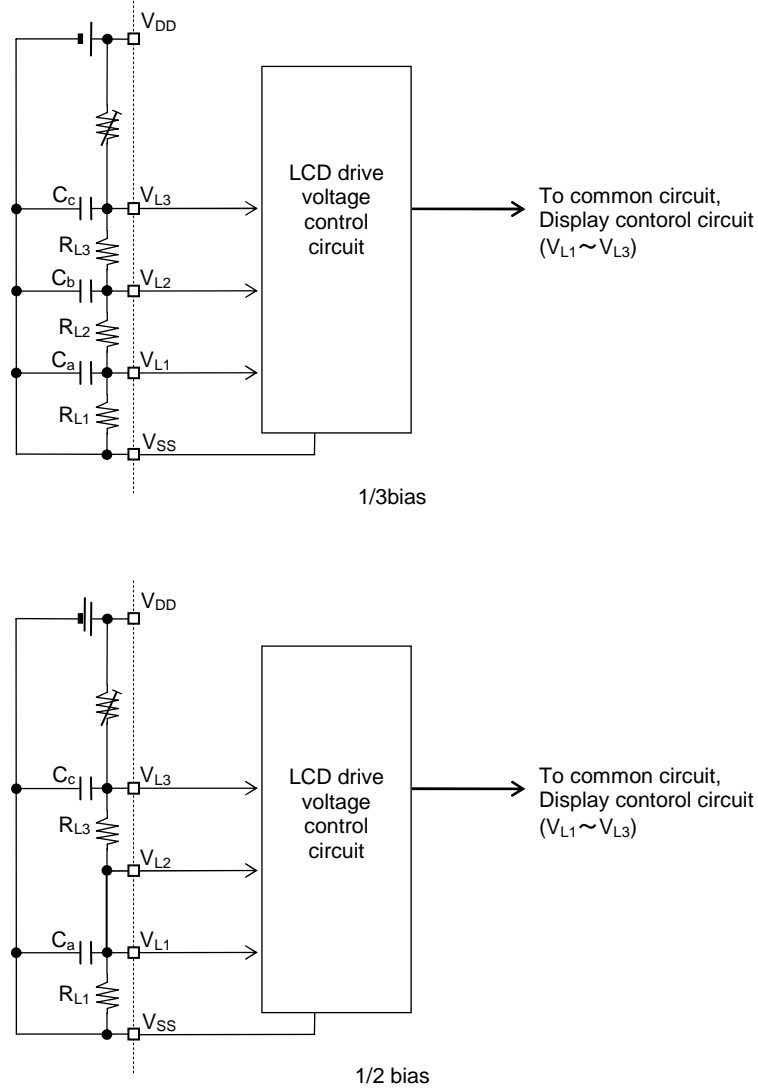 VDD
LCD drive
voltage
control
circuit
Cc
VL3
To common circuit,
Display contorol circuit
(VL1～VL3)
RL3
Cb
VL2
RL2
Ca
VL1
RL1
VSS
1/3bias
VDD
LCD drive
voltage
control
circuit
Cc
VL3
To common circuit,
Display contorol circuit
(VL1～VL3)
RL3
VL2
Ca
VL1
RL1
VSS
1/2 bias